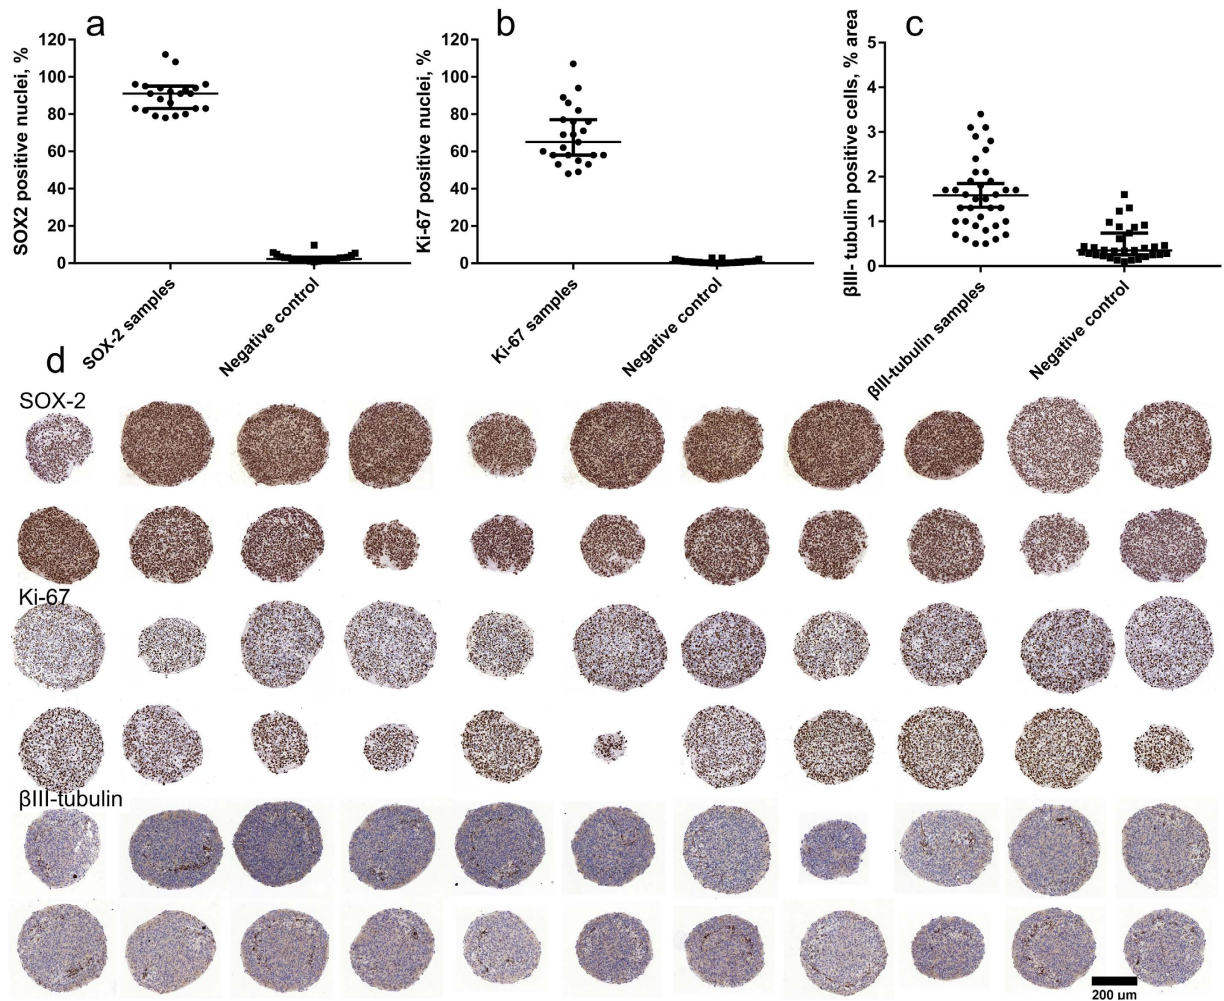 a
SOX2 positive nuclei, %
120
100
80
60
40
20
0
SOX-2 samples
Negative control
b
Ki-67 positive nuclei, %
120
100
80
60
40
20
0
Ki-67 samples
Negative control
c
βIII- tubulin positive cells, % area
5
4
3
2
1
0
βIII-tubulin samples
Negative control
d
SOX-2
Ki-67
βIII-tubulin
200 µm